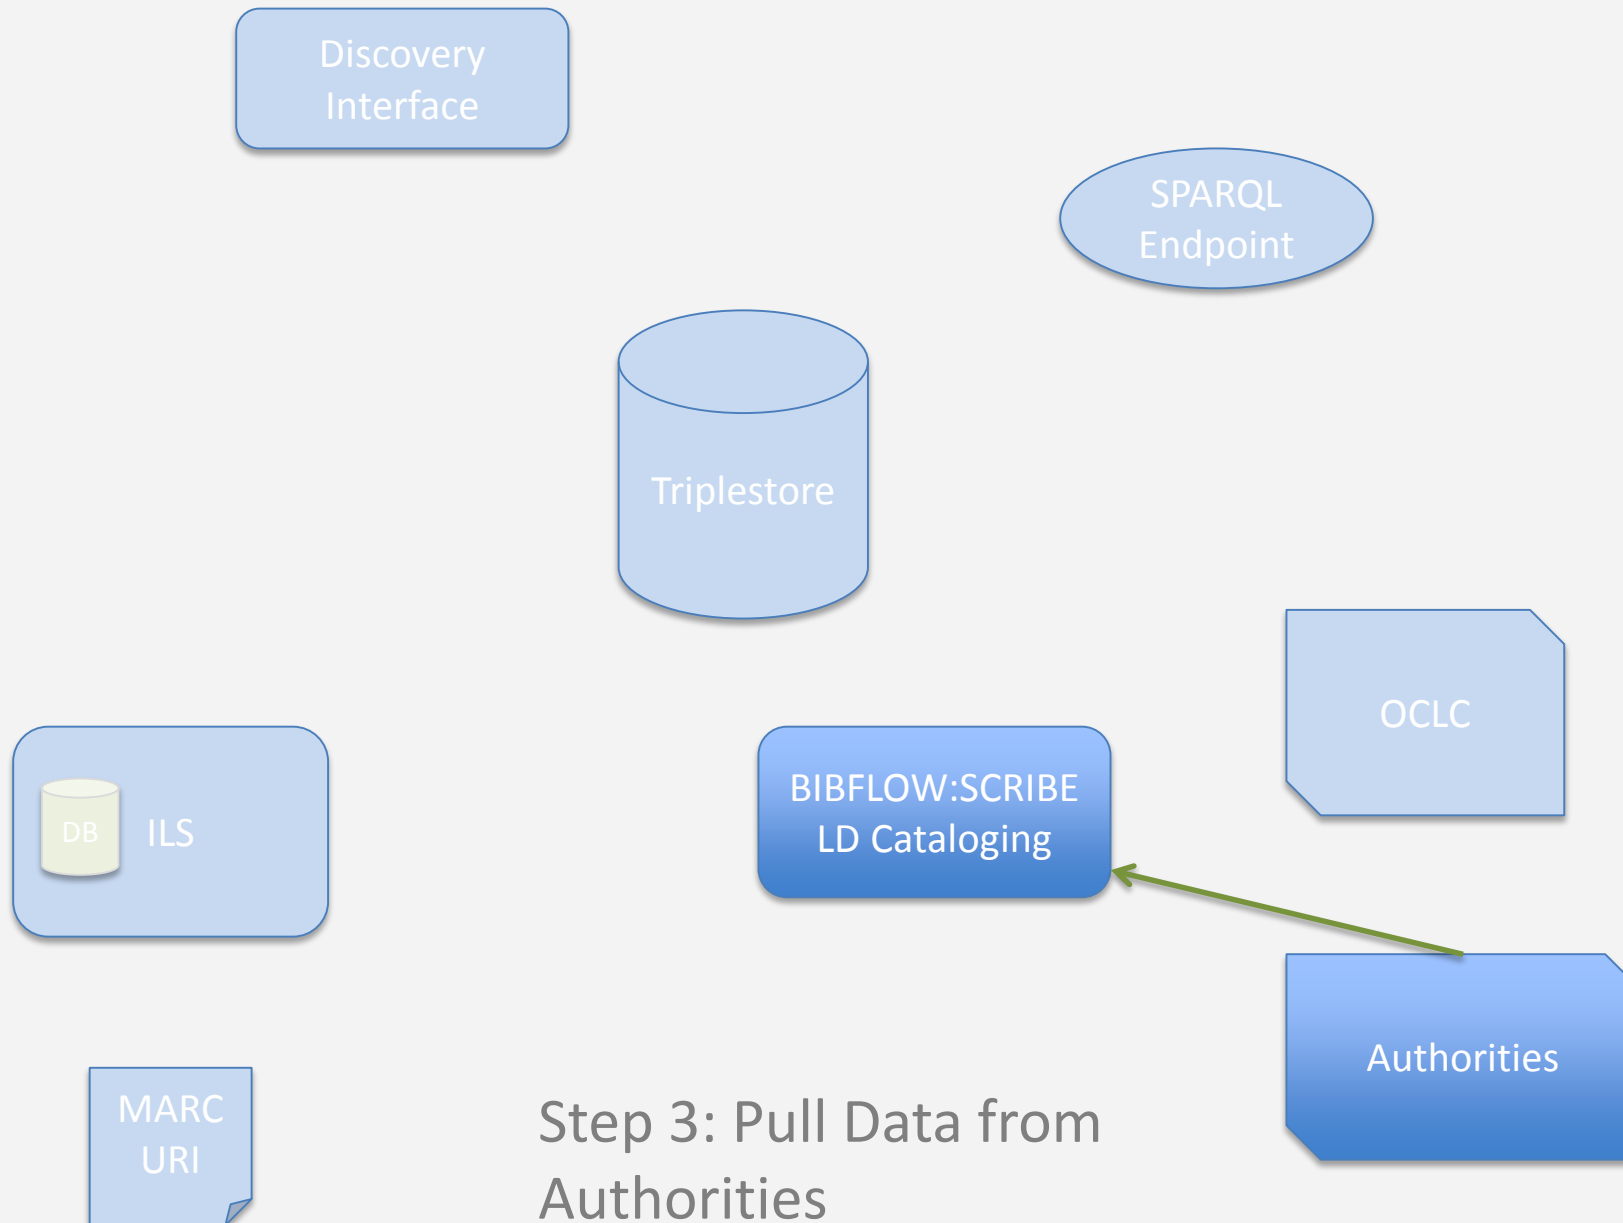 Discovery
Interface
SPARQL
Endpoint
Triplestore
OCLC
BIBFLOW:SCRIBE
LD Cataloging
DB
ILS
Authorities
MARC
URI
Step 3: Pull Data from
Authorities